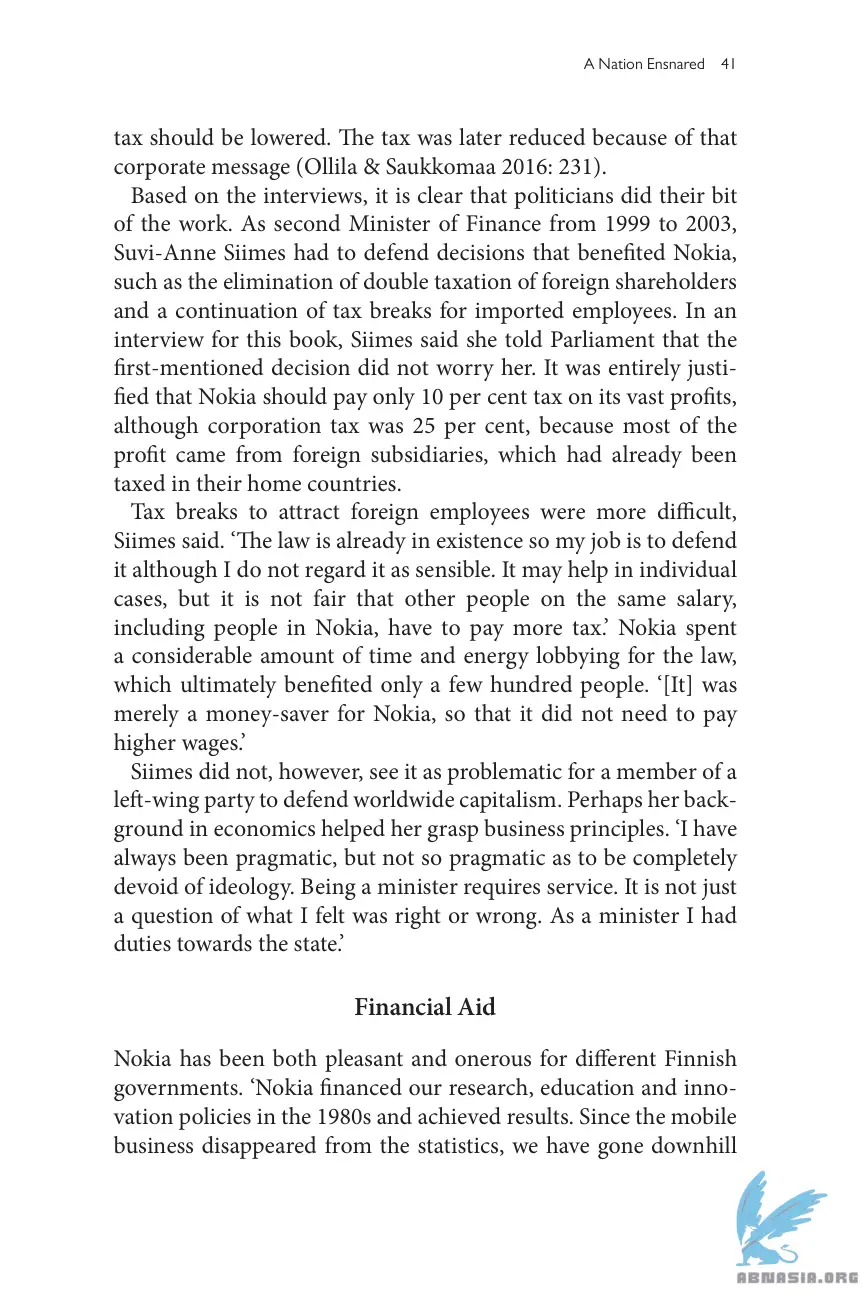 A Nation Ensnared 41
tax should be lowered. The tax was later reduced because of that
corporate message (Ollila & Saukkomaa 2016: 231).
Based on the interviews, it is clear that politicians did their bit
of the work. As second Minister of Finance from 1999 to 2003,
Suvi-Anne Siimes had to defend decisions that benefited Nokia,
such as the elimination of double taxation of foreign shareholders
and a continuation of tax breaks for imported employees. In an
interview for this book, Siimes said she told Parliament that the
first-mentioned decision did not worry her. It was entirely justi-
fied that Nokia should pay only 10 per cent tax on its vast profits,
although corporation tax was 25 per cent, because most of the
profit came from foreign subsidiaries, which had already been
taxed in their home countries.
Tax breaks to attract foreign employees were more difficult,
Siimes said. ‘The law is already in existence so my job is to defend
it although I do not regard it as sensible. It may help in individual
cases, but it is not fair that other people on the same salary,
including people in Nokia, have to pay more tax.’ Nokia spent
a considerable amount of time and energy lobbying for the law,
which ultimately benefited only a few hundred people. ‘[It] was
merely a money-saver for Nokia, so that it did not need to pay
higher wages.’
Siimes did not, however, see it as problematic for a member of a
left-wing party to defend worldwide capitalism. Perhaps her back-
ground in economics helped her grasp business principles. ‘I have
always been pragmatic, but not so pragmatic as to be completely
devoid of ideology. Being a minister requires service. It is not just
a question of what I felt was right or wrong. As a minister I had
duties towards the state.’
Financial Aid
Nokia has been both pleasant and onerous for different Finnish
governments. ‘Nokia financed our research, education and inno-
vation policies in the 1980s and achieved results. Since the mobile
business disappeared from the statistics, we have gone downhill
ABNASIA.ORG